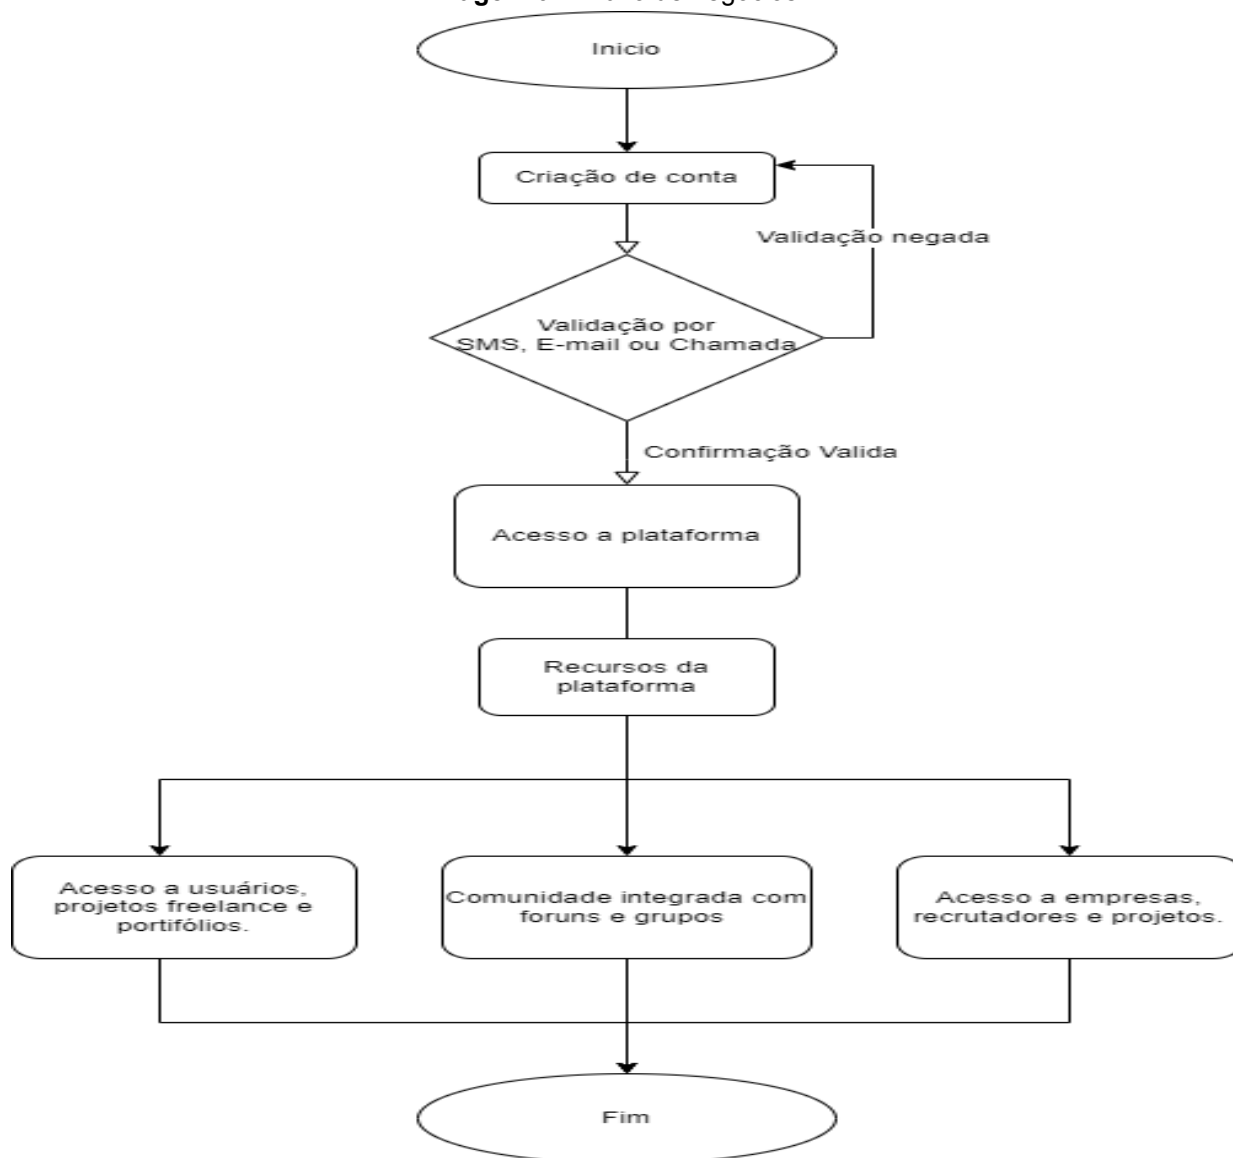 Inicio
Criação de conta
Validação negada
Validação por
SMS, E-mail ou Chamada
Confirmação Valida
Acesso a plataforma
Recursos da
plataforma
Acesso a usuários,
projetos freelance e
portifólios.
Comunidade integrada com
foruns e grupos
Acesso a empresas,
recrutadores e projetos.
Fim